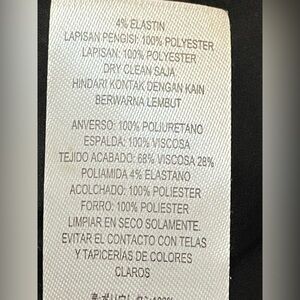 4% ELASTIN
LAPISAN PENGISI: 100% POLYESTER
LAPISAN: 100% POLYESTER
DRY CLEAN SAJA
HINDARI KONTAK DENGAN KAIN
BERWARNA LEMBUT
ANVERSO: 100% POLIURETANO
ESPALDA: 100% VISCOSA
TEJIDO ACABADO: 68% VISCOSA 28%
POLIAMIDA 4% ELASTANO
ACOLCHADO: 100% POLIESTER
FORRO: 100% POLIESTER
LIMPIAR EN SECO SOLAMENTE.
EVITAR EL CONTACTO CON TELAS
Y TAPICERÍAS DE COLORES
CLAROS